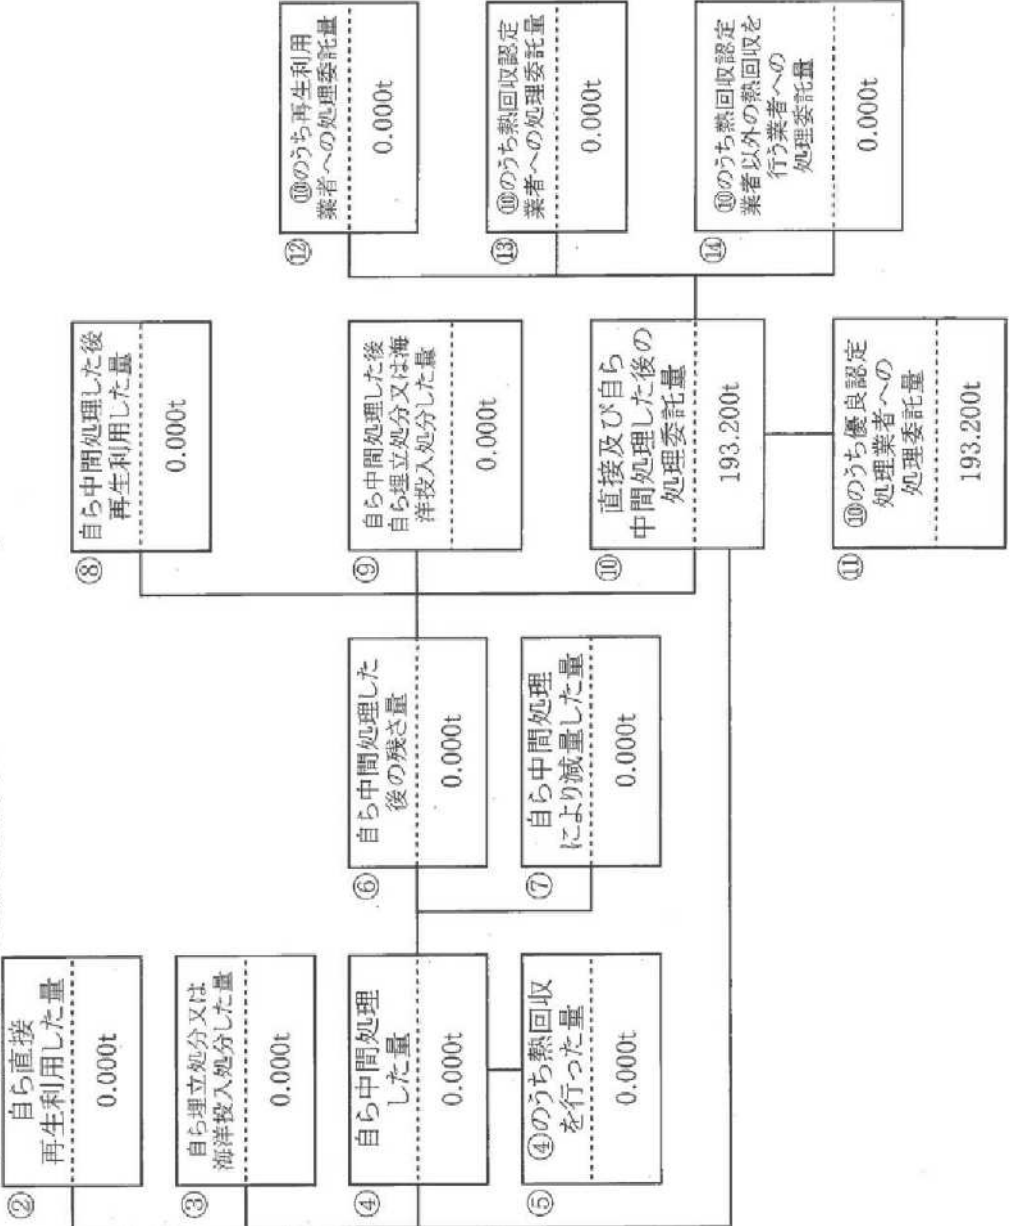 ②
自ら直接
再生利用した量
0.000t
③
自ら埋立処分又は
海洋投入処分した量
0.000t
④
自ら中間処理
した量
0.000t
⑤
④のうち熱回収
を行った量
0.000t
⑥
自ら中間処理した
後の残さ量
0.000t
⑦
自ら中間処理
により減量した量
0.000t
⑧
自ら中間処理した後
再生利用した量
0.000t
⑨
自ら中間処理した後
自ら埋立処分又は海
洋投入処分した量
0.000t
⑩
直接及び自ら
中間処理した後の
処理委託量
193.200t
⑪
⑩のうち優良認定
処理業者への
処理委託量
193.200t
⑫
⑩のうち再生利用
業者への処理委託量
0.000t
⑬
⑩のうち熱回収認定
業者への処理委託量
0.000t
⑭
⑩のうち熱回収認定
業者以外の熱回収を
行う業者への
処理委託量
0.000t